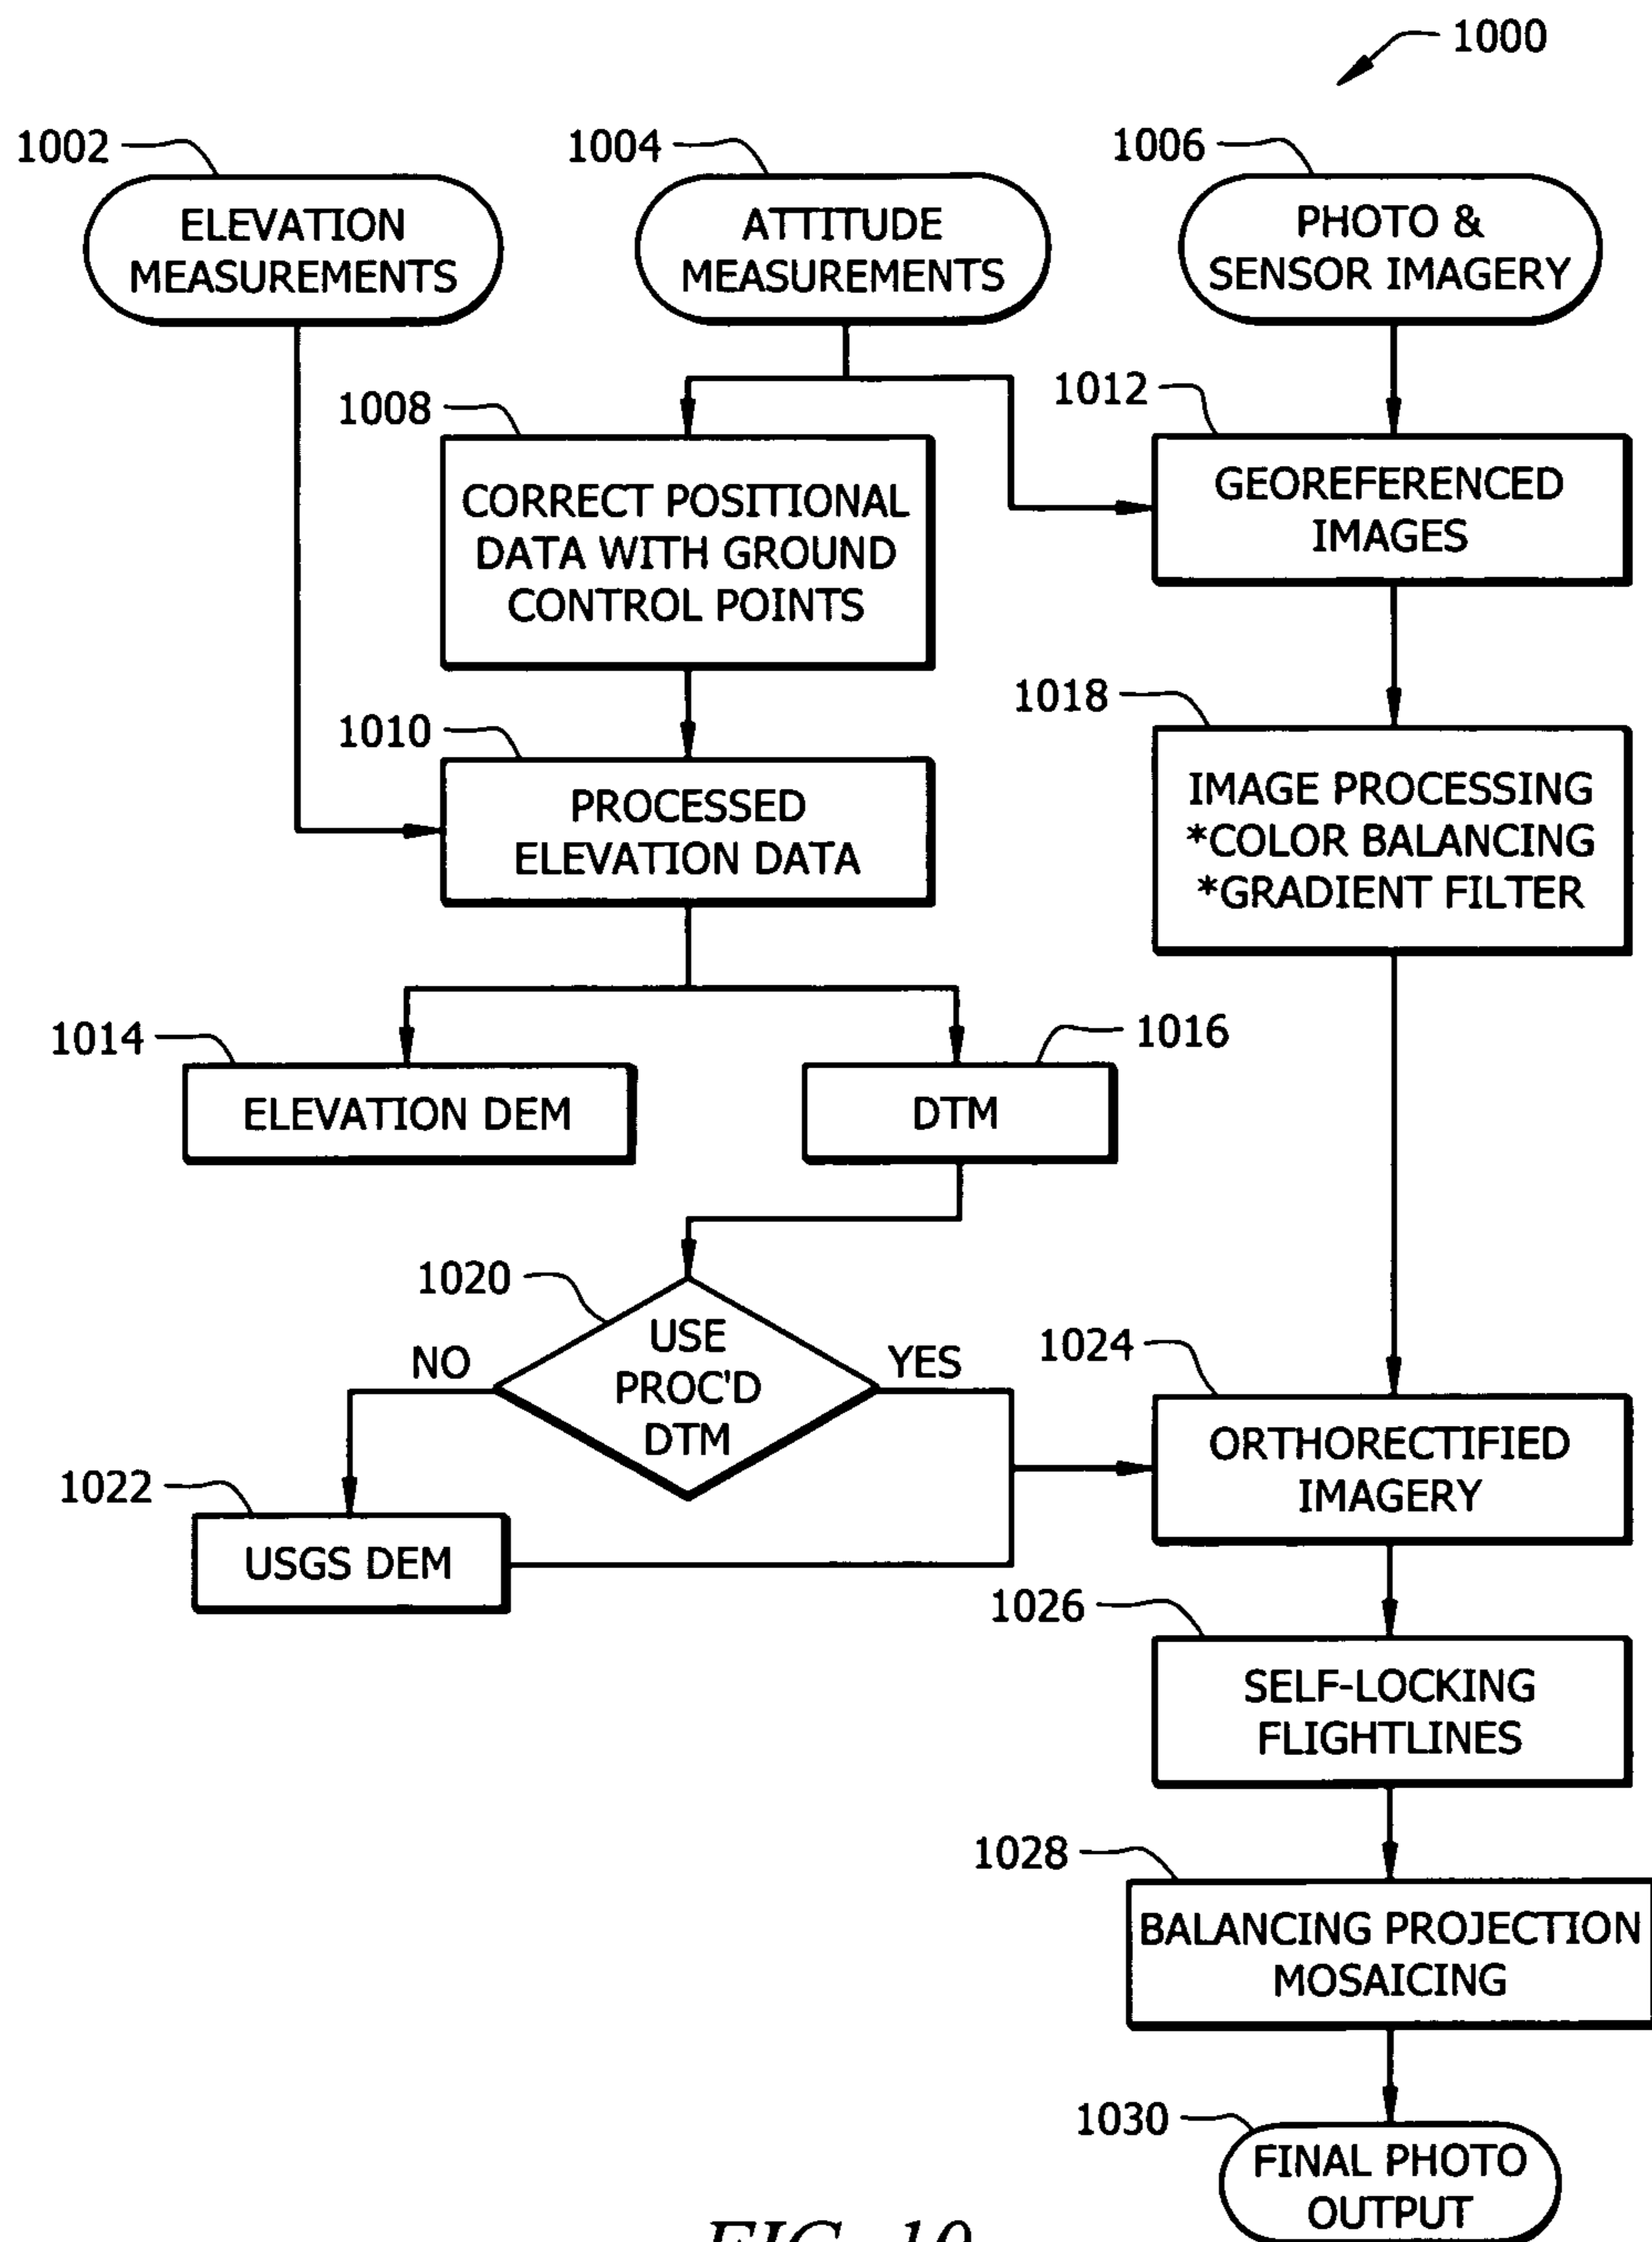 1000
1002
1004
1006
ELEVATION
MEASUREMENTS
ATTITUDE
MEASUREMENTS
PHOTO &
SENSOR IMAGERY
1008
1012
CORRECT POSITIONAL
DATA WITH GROUND
CONTROL POINTS
GEOREFERENCED
IMAGES
1010
1018
PROCESSED
ELEVATION DATA
IMAGE PROCESSING
*COLOR BALANCING
*GRADIENT FILTER
1014
1016
ELEVATION DEM
DTM
1020
USE
PROC'D
DTM
NO
YES
1024
1022
USGS DEM
ORTHORECTIFIED
IMAGERY
1026
SELF-LOCKING
FLIGHTLINES
1028
BALANCING PROJECTION
MOSAICING
1030
FINAL PHOTO
OUTPUT
FIG. 10